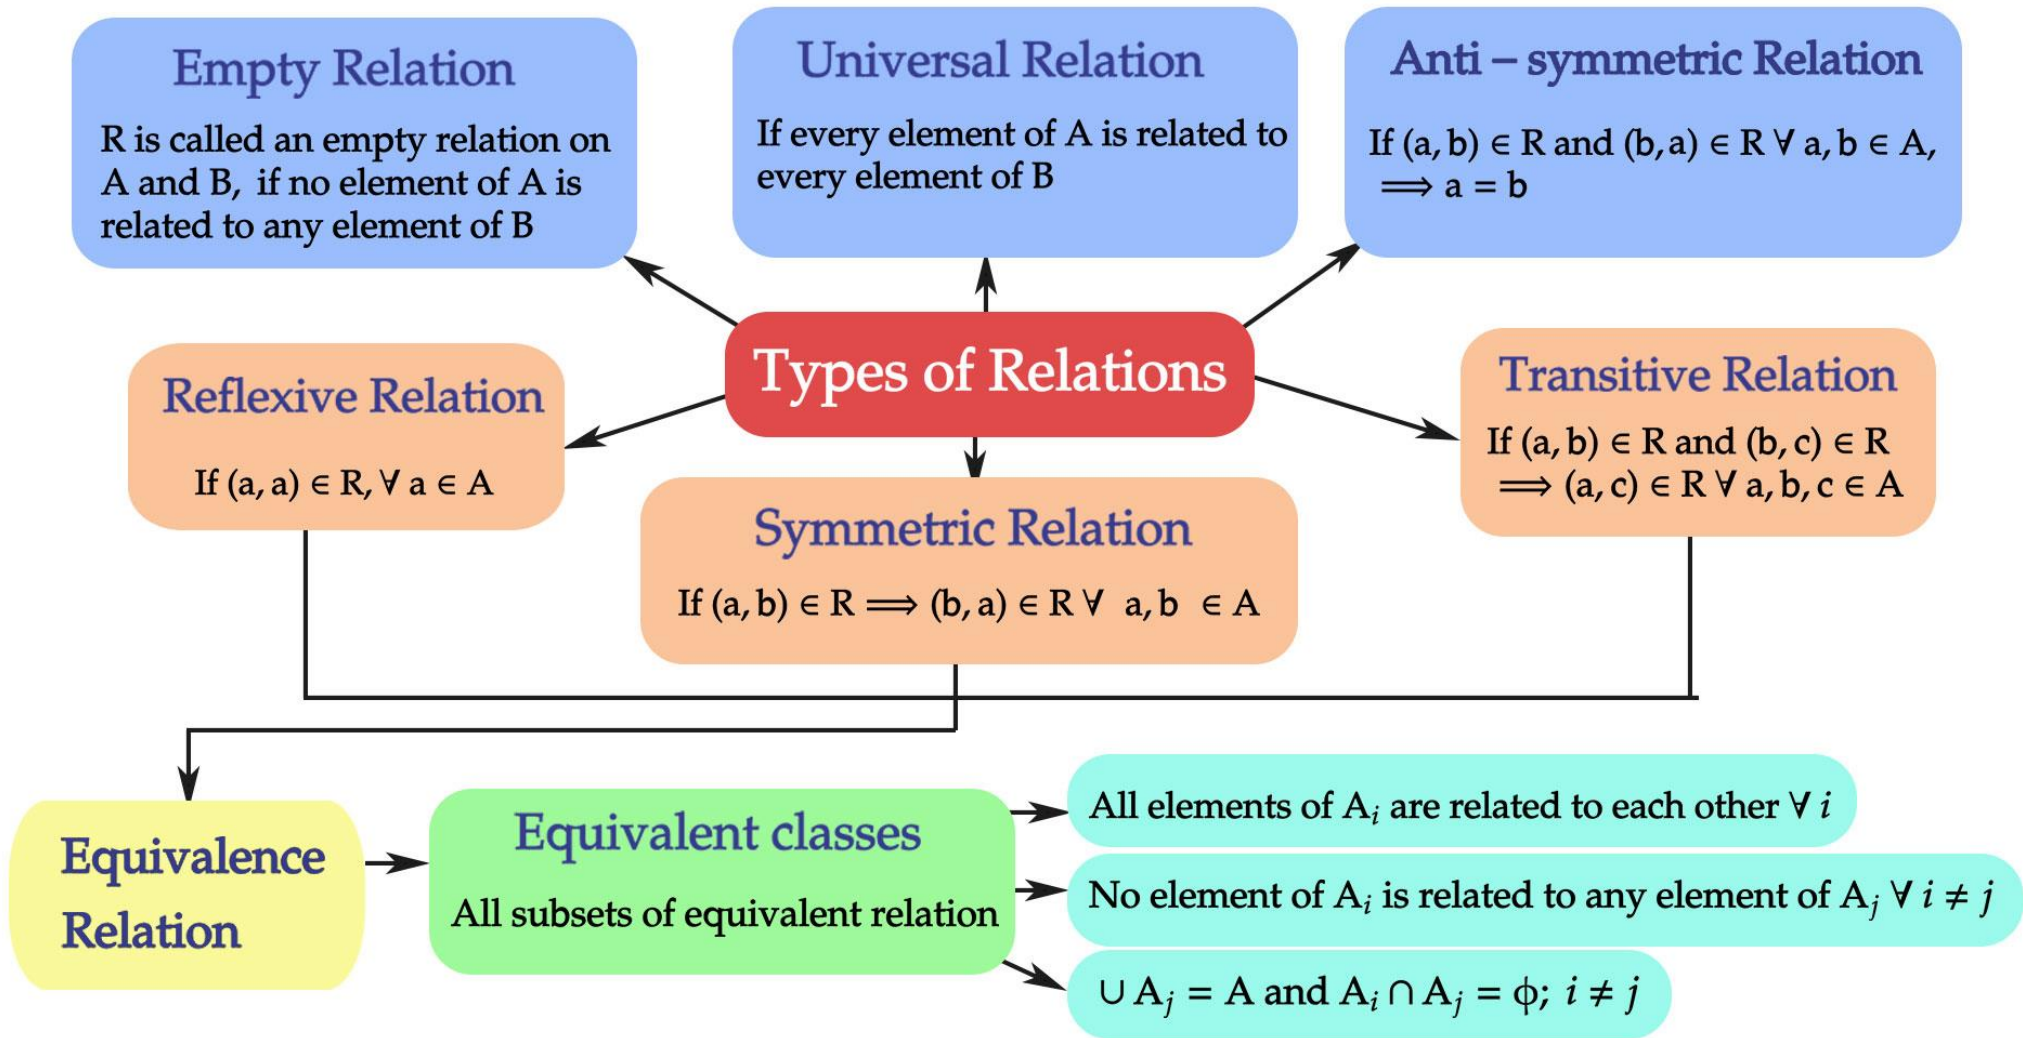 Empty Relation
R is called an empty relation on
A and B, if no element of A is
related to any element of B
Universal Relation
If every element of A is related to
every element of B
Anti – symmetric Relation
If (a, b) ∈ R and (b, a) ∈ R ∀ a, b ∈ A,
⟹ a = b
Types of Relations
Reflexive Relation
If (a, a) ∈ R, ∀ a ∈ A
Symmetric Relation
If (a, b) ∈ R ⟹ (b, a) ∈ R ∀ a, b ∈ A
Transitive Relation
If (a, b) ∈ R and (b, c) ∈ R
⟹ (a, c) ∈ R ∀ a, b, c ∈ A
Equivalence
Relation
Equivalent classes
All subsets of equivalent relation
All elements of Aᵢ are related to each other ∀ i
No element of Aᵢ is related to any element of Aⱼ ∀ i ≠ j
∪ Aⱼ = A and Aᵢ ∩ Aⱼ = ϕ; i ≠ j